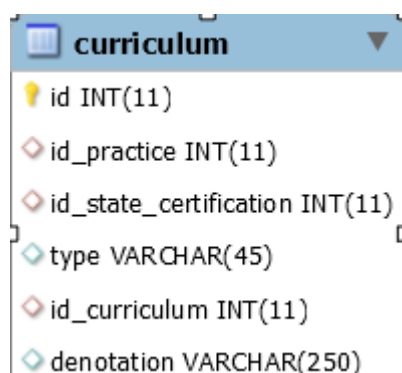 curriculum
id INT(11)
id_practice INT(11)
id_state_certification INT(11)
type VARCHAR(45)
id_curriculum INT(11)
denotation VARCHAR(250)